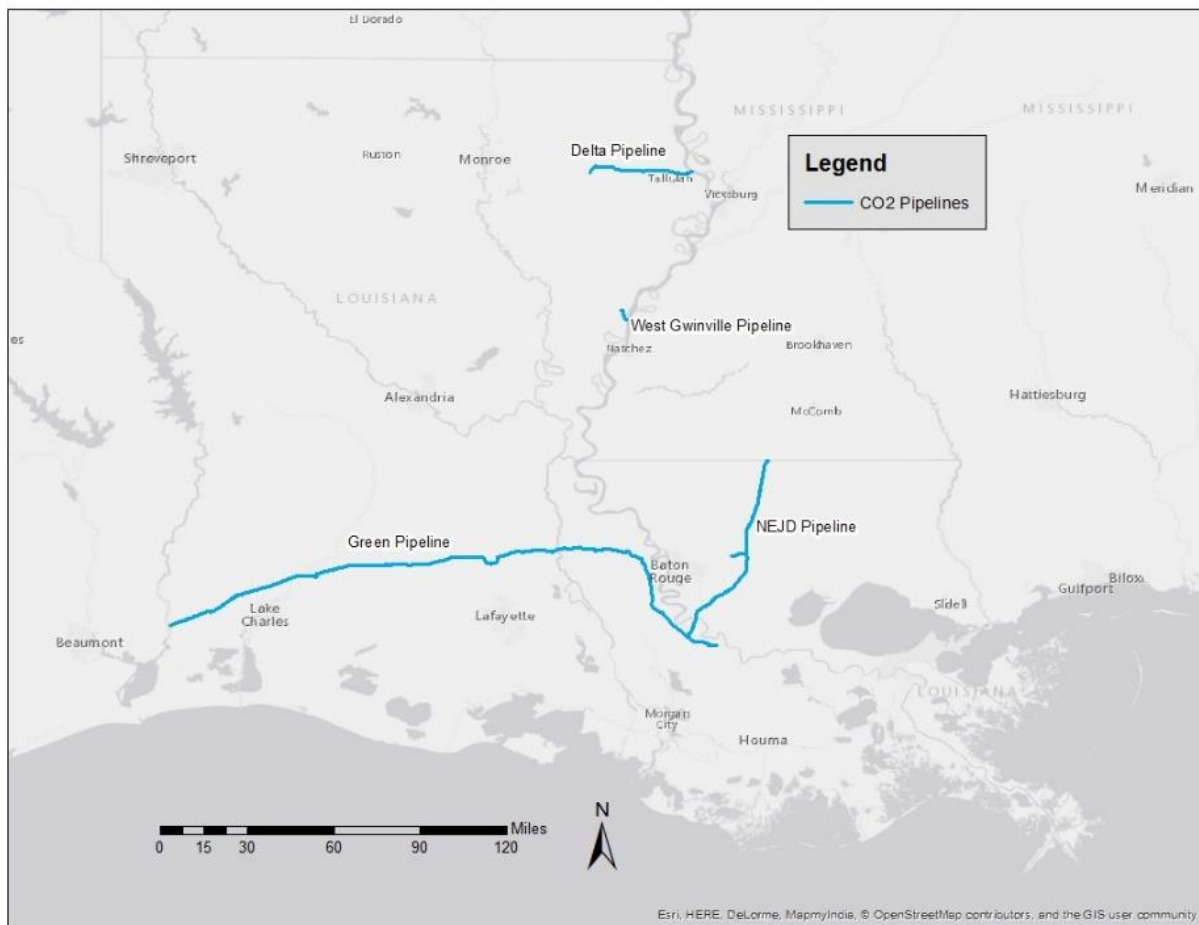 El Dorado
MISSISSIPPI
MISSISSIPPI
Legend
CO2 Pipelines
Delta Pipeline
Shreveport
Ruston
Monroe
Tallulah
Vicksburg
Meridian
LOUISIANA
West Gwinville Pipeline
es
Natchez
Brookhaven
Alexandria
Hattiesburg
McComb
NEJD Pipeline
Green Pipeline
Baton
Rouge
Biloxi
Gulfport
Slidell
Lake
Charles
Lafayette
Beaumont
LOUISIANA
Morgan
City
Houma
N
Miles
0 15 30 60 90 120
Esri, HERE, DeLorme, MapmyIndia, © OpenStreetMap contributors, and the GIS user community